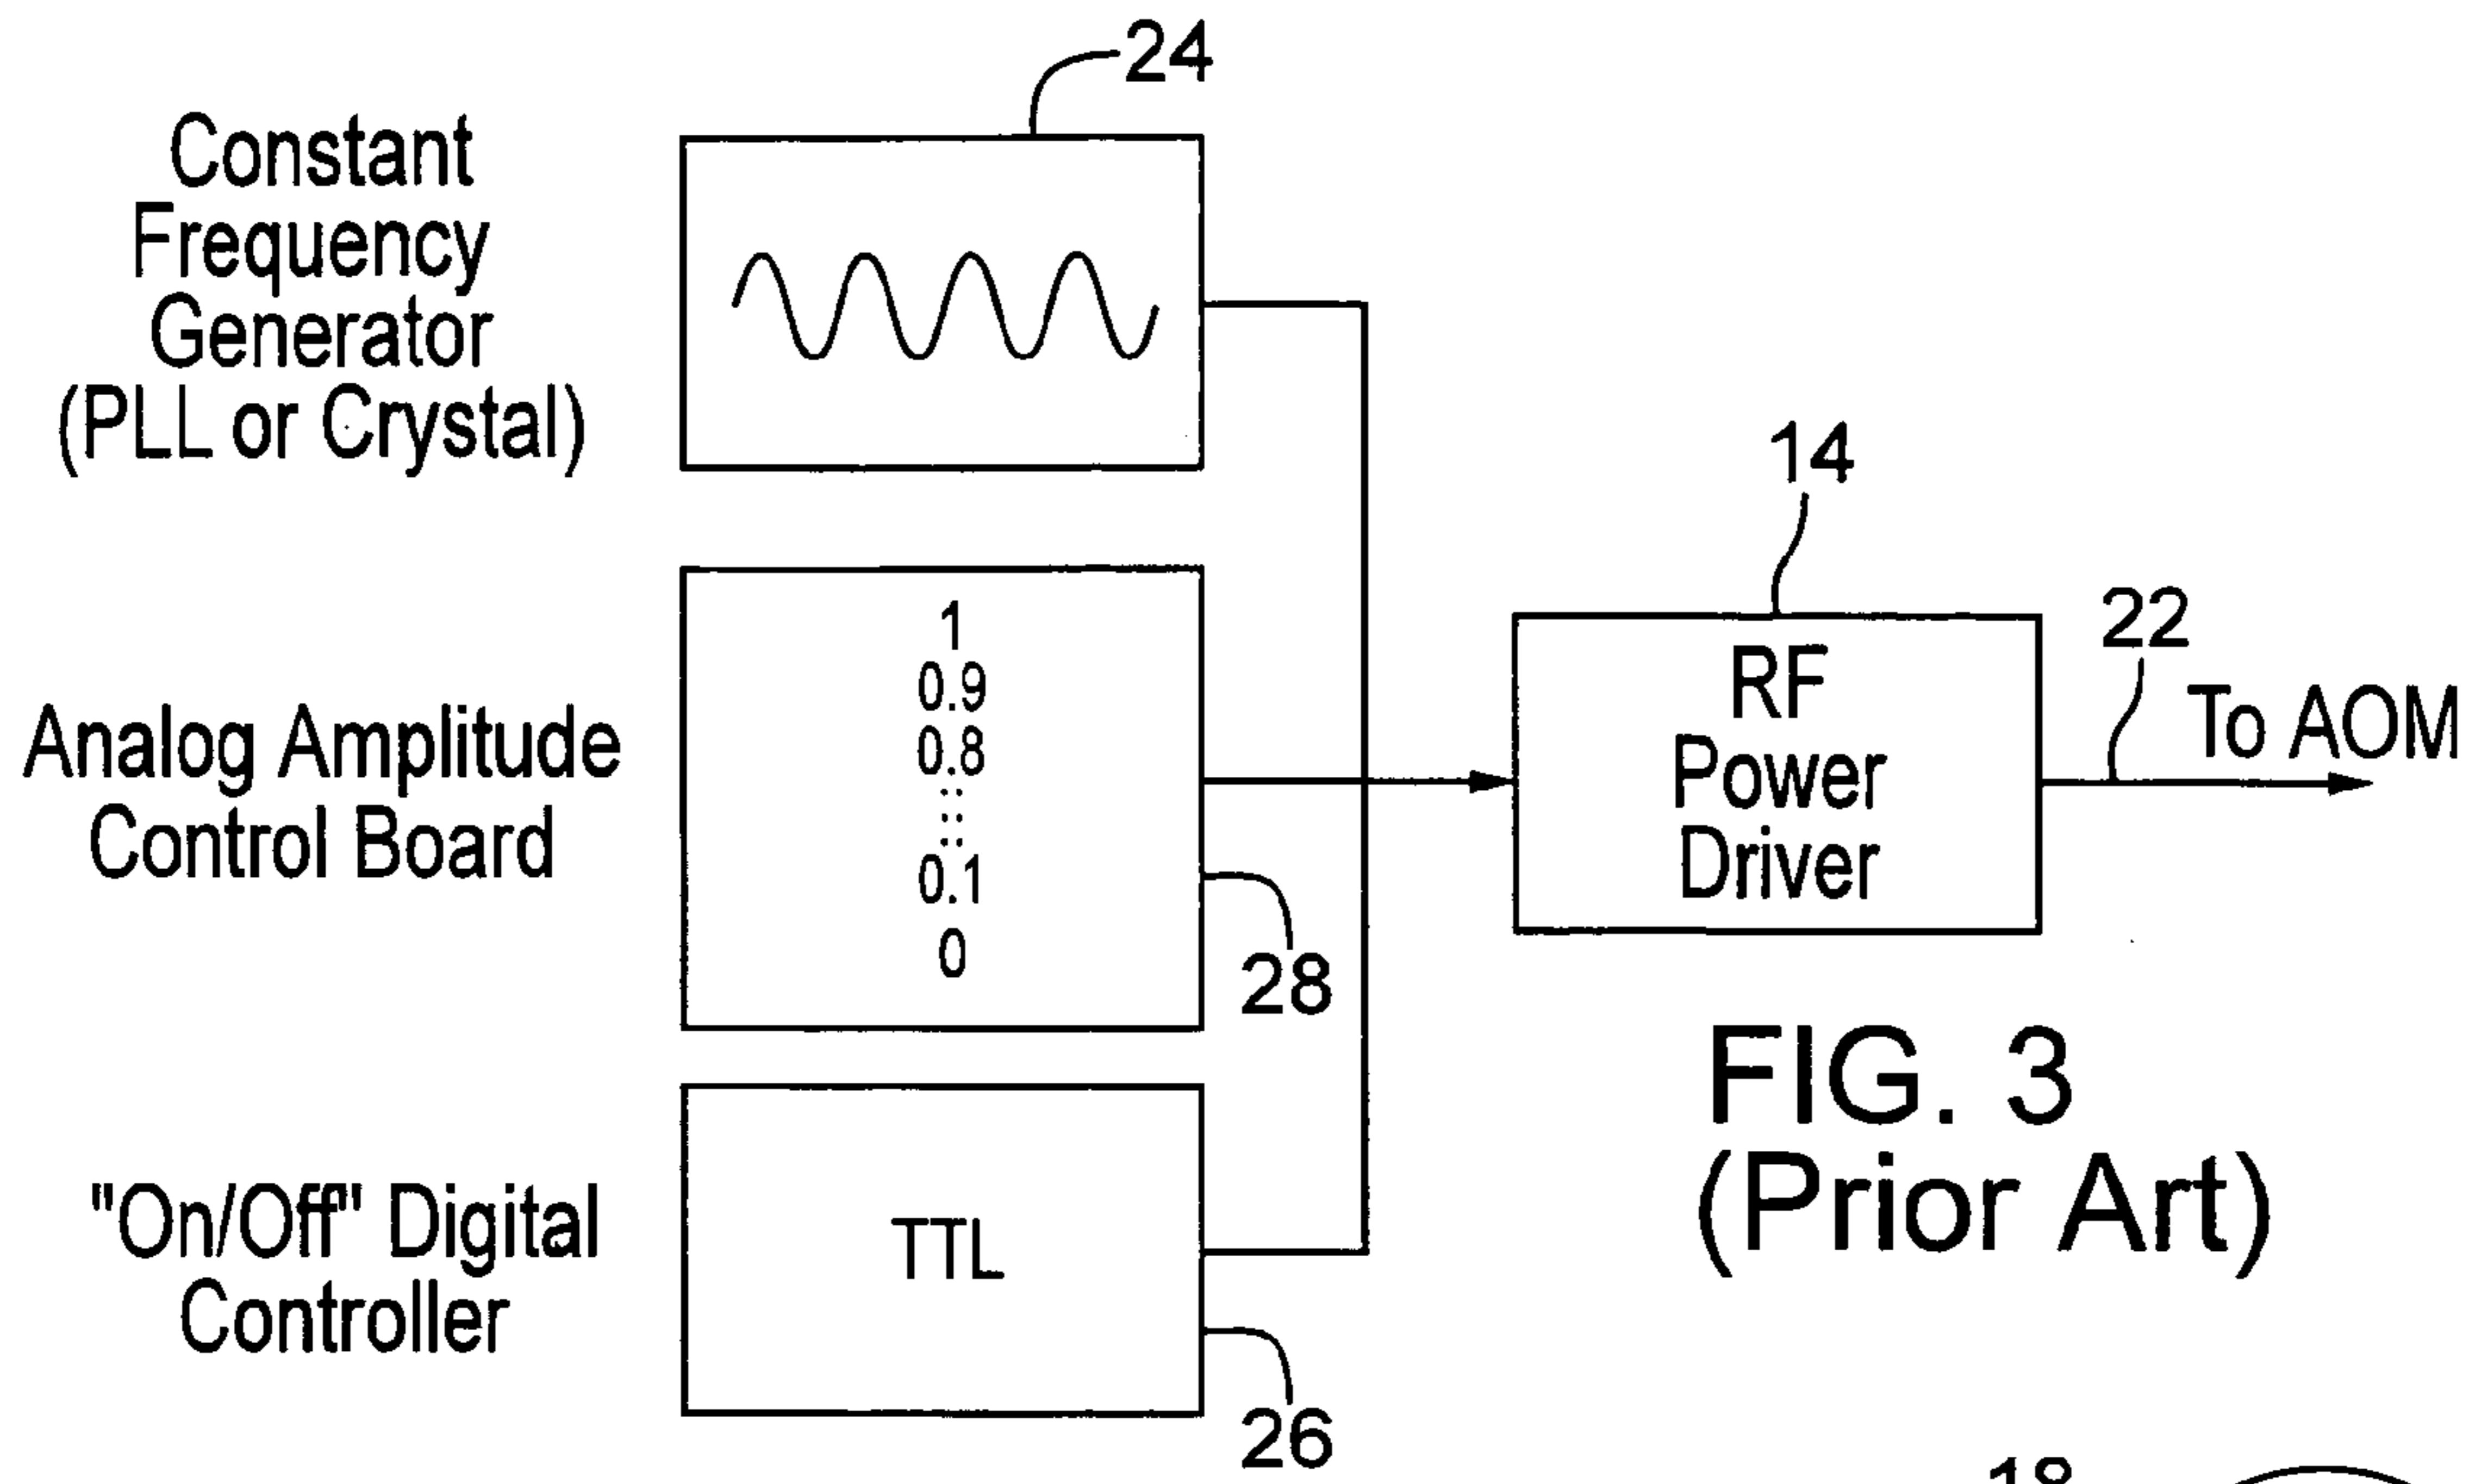 24
Constant
Frequency
Generator
(PLL or Crystal)
14
RF
Power
Driver
22
To AOM
Analog Amplitude
Control Board
1
0.9
0.8
0.1
0
28
"On/Off" Digital
Controller
TTL
26
FIG. 3
(Prior Art)
18